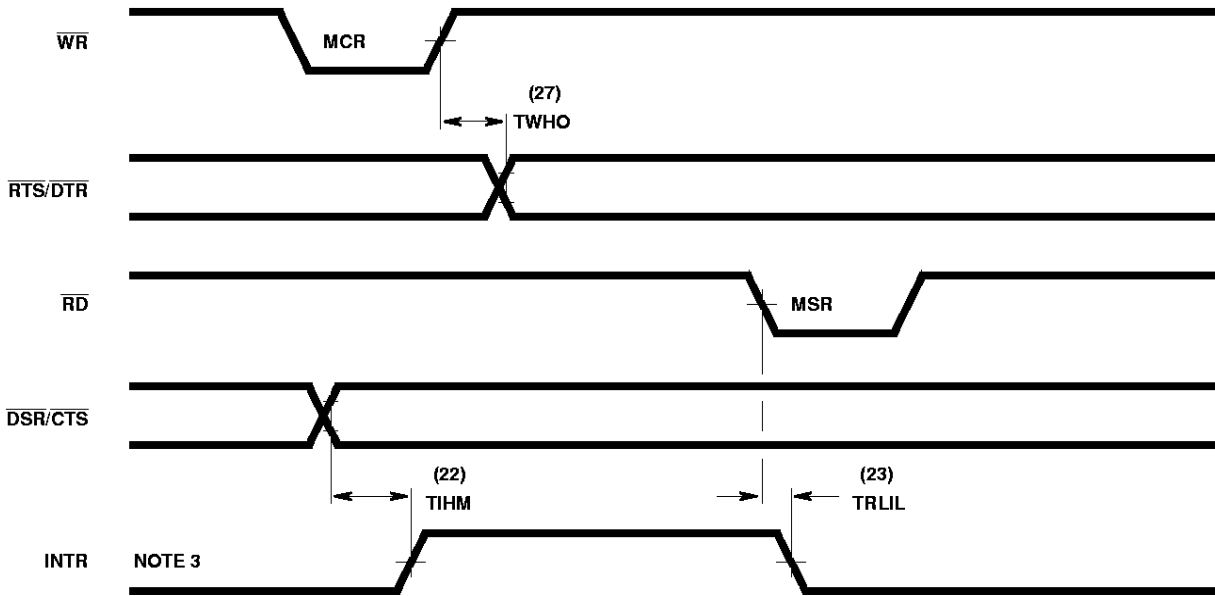 WR
MCR
(27)
TWHO
RTS/DTR
RD
MSR
DSR/CTS
(22)
TIHM
(23)
TRLIL
INTR
NOTE 3